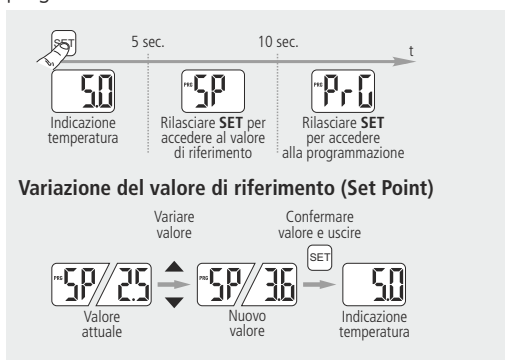 SET
5 sec.
10 sec.
t
5.0
PRG SP
PRG PrG
Indicazione
temperatura
Rilasciare SET per
accedere al valore
di riferimento
Rilasciare SET
per accedere
alla programmazione
Variazione del valore di riferimento (Set Point)
Variare
valore
Confermare
valore e uscire
SET
PRG SP/2.5
PRG SP/3.6
5.0
Valore
attuale
Nuovo
valore
Indicazione
temperatura